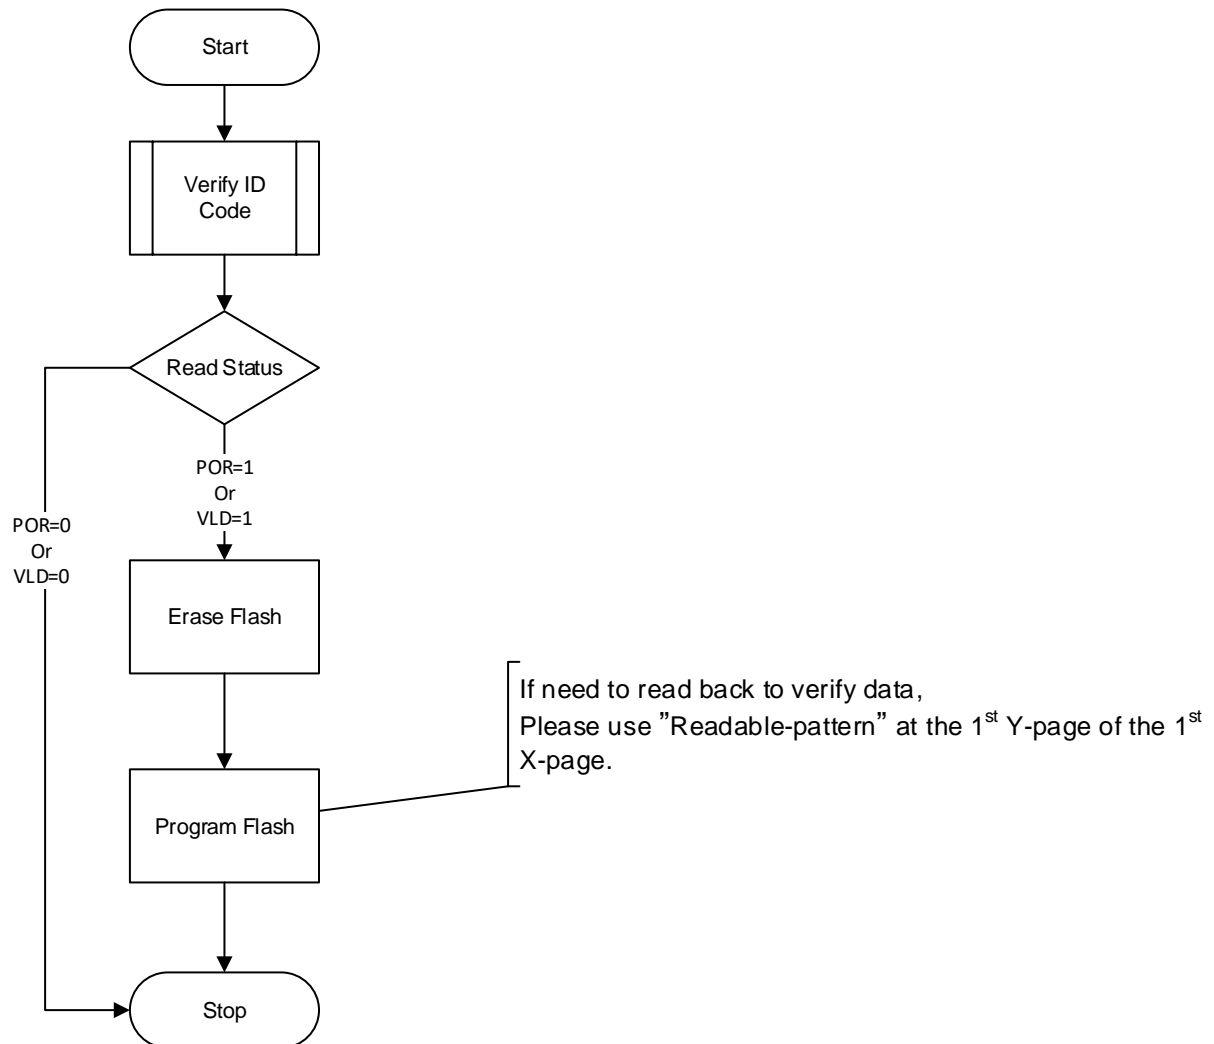 Start
Verify ID
Code
Read Status
POR=1
Or
VLD=1
POR=0
Or
VLD=0
Erase Flash
If need to read back to verify data,
Please use ”Readable-pattern” at the 1st Y-page of the 1st
X-page.
Program Flash
Stop